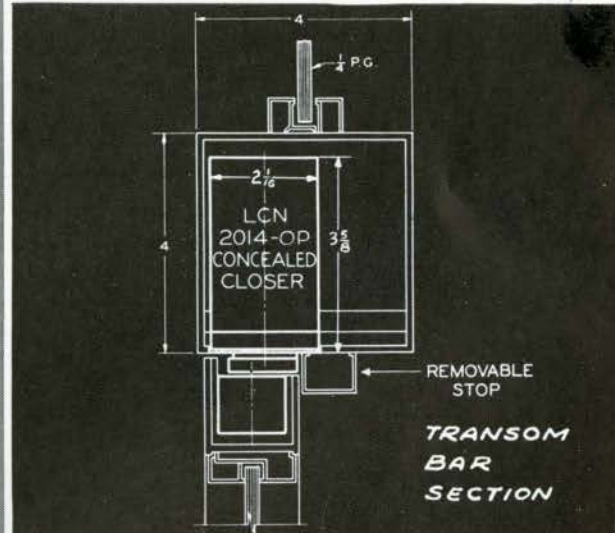 4
1/4 P.G.
4
2 1/16
3 5/8
LCN
2014-OP
CONCEALED
CLOSER
REMOVABLE
STOP
TRANSOM
BAR
SECTION